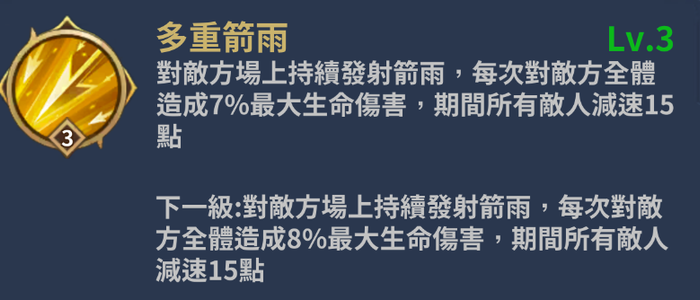 多重箭雨
Lv.3
對敵方場上持續發射箭雨，每次對敵方全體
造成7%最大生命傷害，期間所有敵人減速15
點
3
下一級:對敵方場上持續發射箭雨，每次對敵
方全體造成8%最大生命傷害，期間所有敵人
減速15點